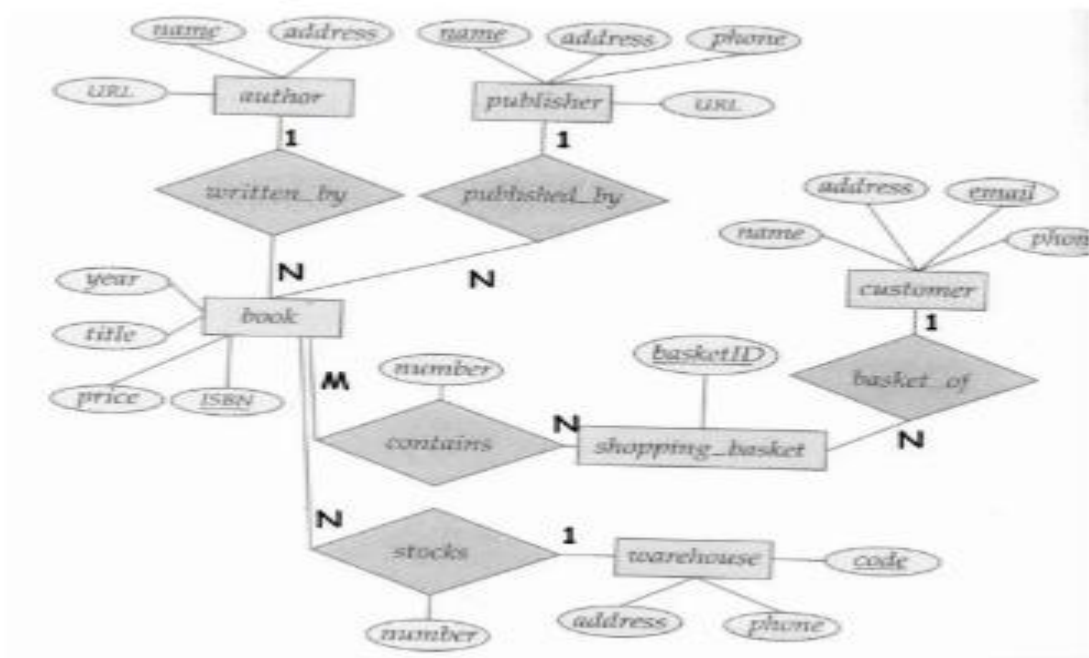 name
address
name
address
phone
URL
author
publisher
URL
1
1
written_by
published_by
address
email
name
phon
N
N
year
customer
book
1
title
basketID
number
M
basket_of
price
ISBN
N
N
contains
shopping_basket
N
1
stocks
warehouse
code
address
phone
number